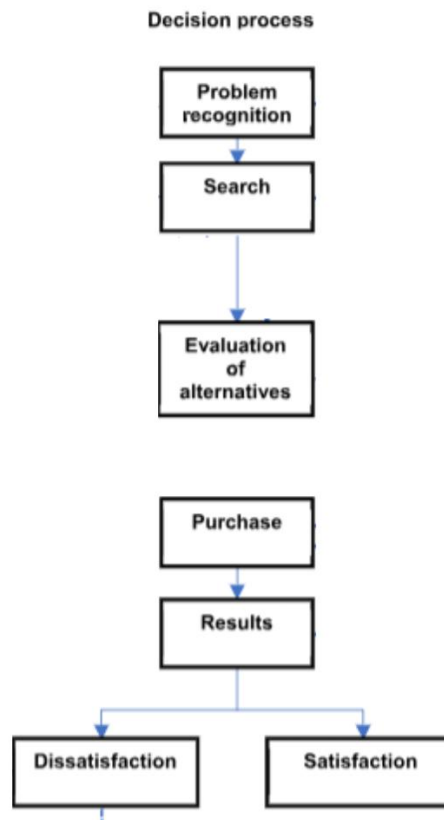 Decision process
Problem
recognition
Search
Evaluation
of
alternatives
Purchase
Results
Dissatisfaction
Satisfaction